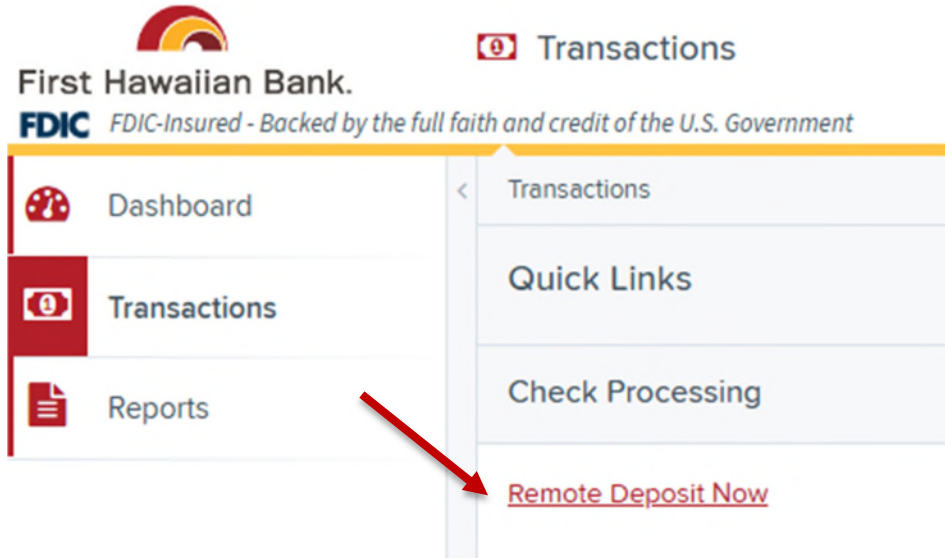 First Hawaiian Bank.
Transactions
FDIC FDIC-Insured - Backed by the full faith and credit of the U.S. Government
Dashboard
Transactions
Reports
< Transactions
Quick Links
Check Processing
Remote Deposit Now